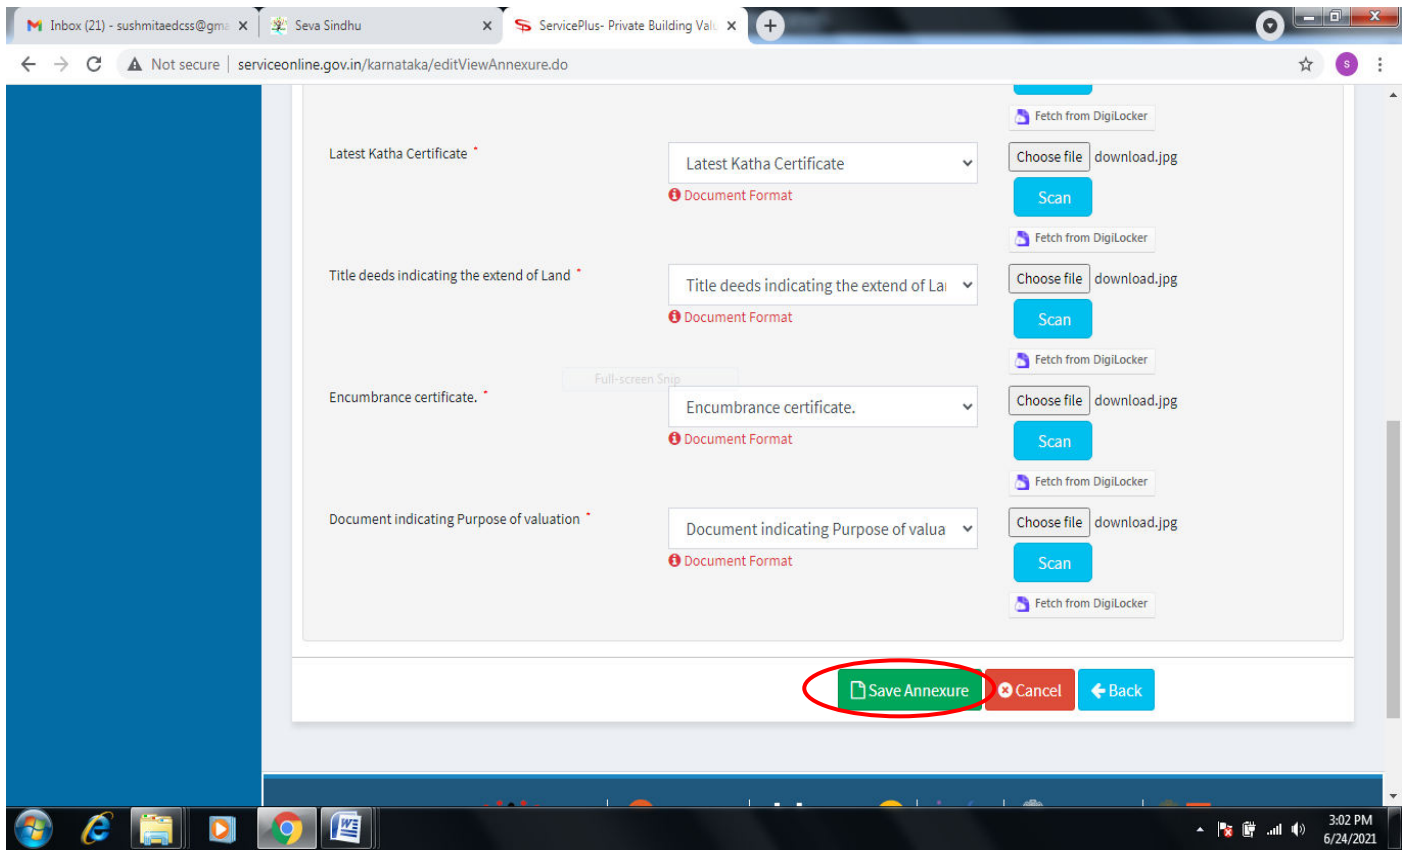 Inbox (21) - sushmitaedcss@gma
Seva Sindhu
ServicePlus- Private Building Valu
Not secure | serviceonline.gov.in/karnataka/editViewAnnexure.do
S
Fetch from DigiLocker
Latest Katha Certificate *
Latest Katha Certificate
Choose file download.jpg
Document Format
Scan
Fetch from DigiLocker
Title deeds indicating the extend of Land *
Title deeds indicating the extend of La
Choose file download.jpg
Document Format
Scan
Fetch from DigiLocker
Full-screen Snip
Encumbrance certificate. *
Encumbrance certificate.
Choose file download.jpg
Document Format
Scan
Fetch from DigiLocker
Document indicating Purpose of valuation *
Document indicating Purpose of valua
Choose file download.jpg
Document Format
Scan
Fetch from DigiLocker
Save Annexure Cancel Back
3:02 PM
6/24/2021